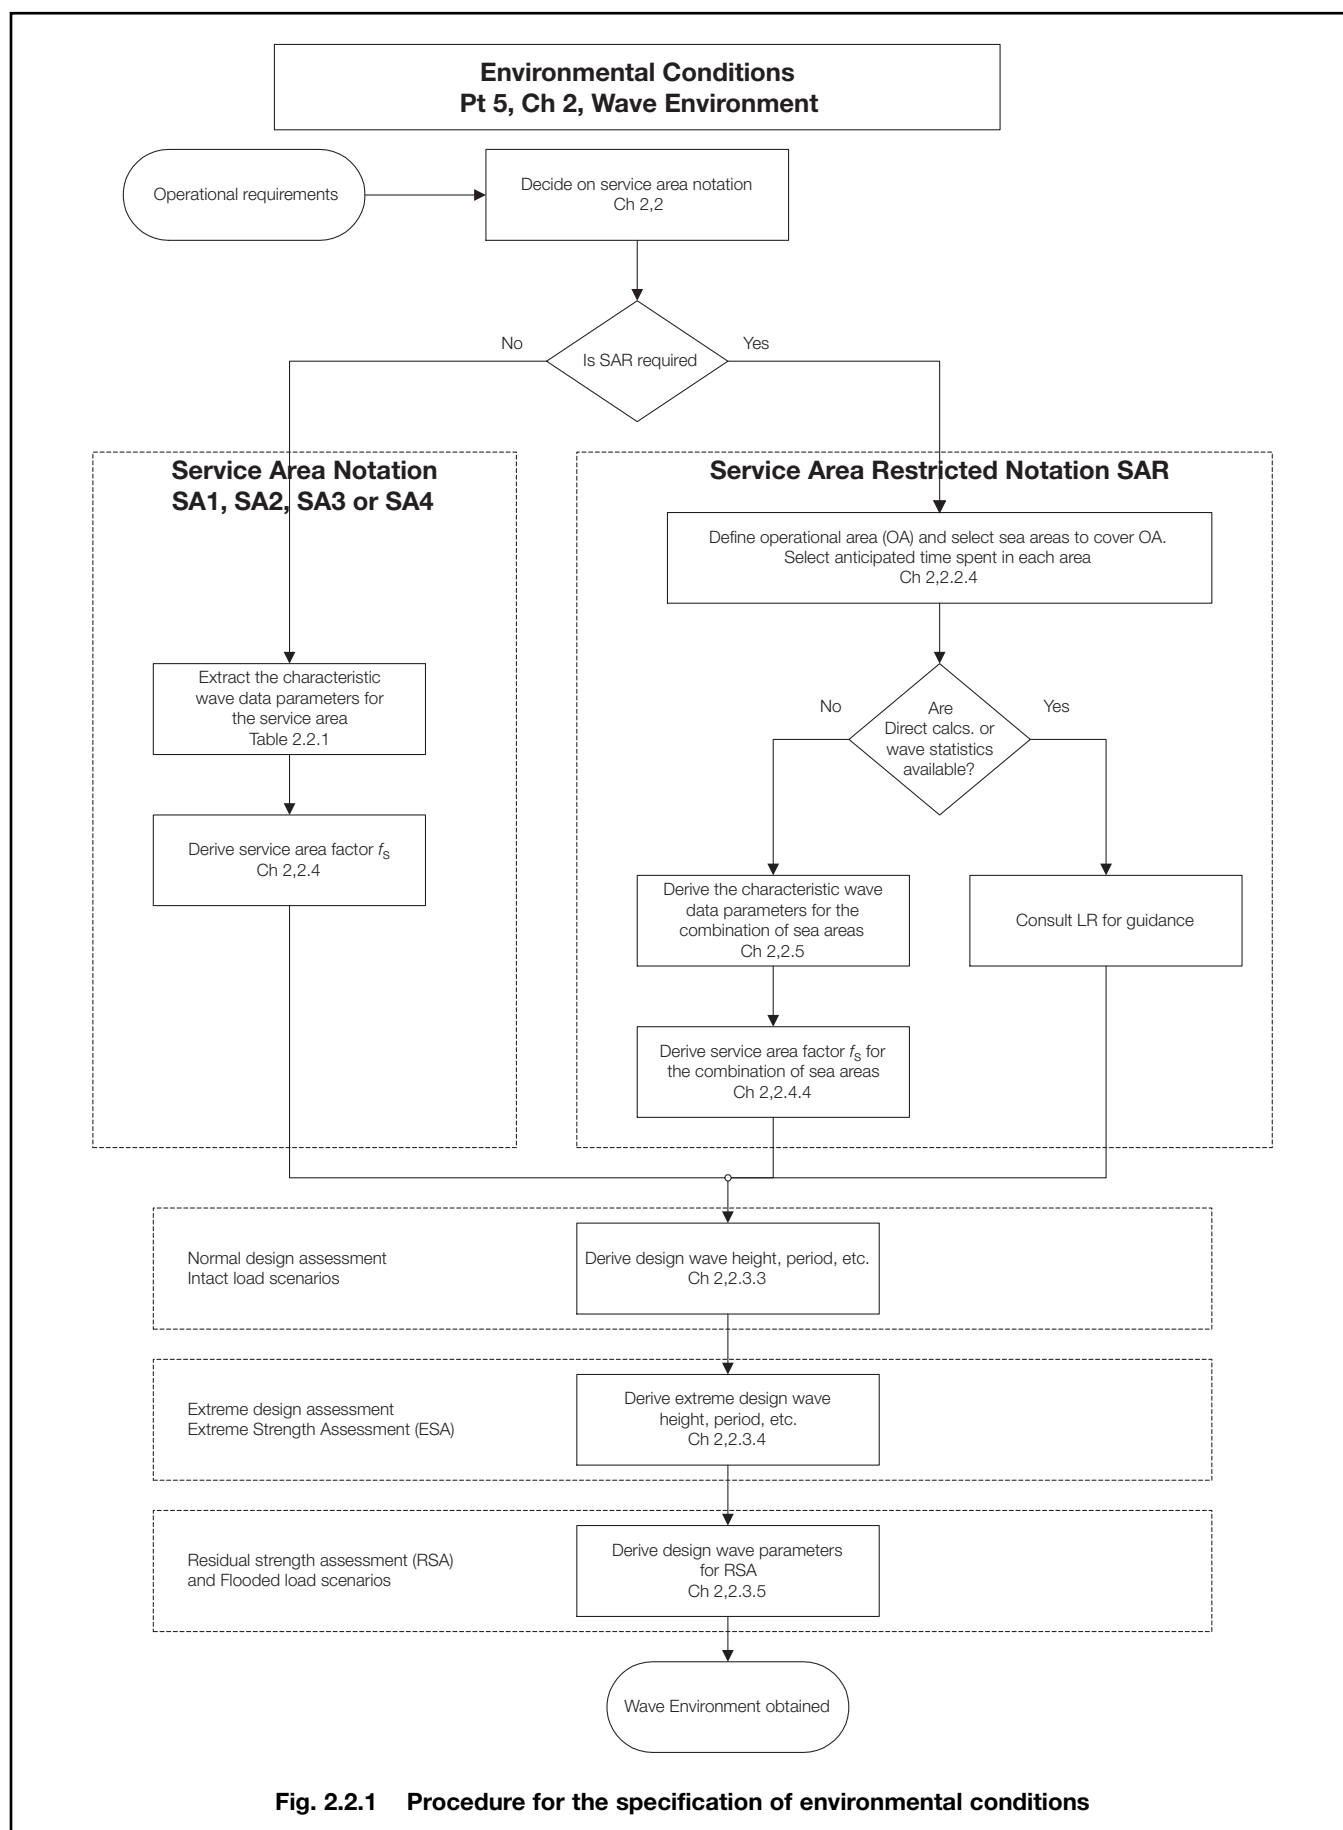 Environmental Conditions
Pt 5, Ch 2, Wave Environment
Operational requirements
Decide on service area notation
Ch 2,2
No
Yes
Is SAR required
Service Area Notation
SA1, SA2, SA3 or SA4
Service Area Restricted Notation SAR
Define operational area (OA) and select sea areas to cover OA.
Select anticipated time spent in each area
Ch 2,2.2.4
Extract the characteristic
wave data parameters for
the service area
Table 2.2.1
No
Yes
Are
Direct calcs. or
wave statistics
available?
Derive service area factor fs
Ch 2,2.4
Derive the characteristic wave
data parameters for the
combination of sea areas
Ch 2,2.5
Consult LR for guidance
Derive service area factor fs for
the combination of sea areas
Ch 2,2.4.4
Normal design assessment
Intact load scenarios
Derive design wave height, period, etc.
Ch 2,2.3.3
Extreme design assessment
Extreme Strength Assessment (ESA)
Derive extreme design wave
height, period, etc.
Ch 2,2.3.4
Residual strength assessment (RSA)
and Flooded load scenarios
Derive design wave parameters
for RSA
Ch 2,2.3.5
Wave Environment obtained
Fig. 2.2.1 Procedure for the specification of environmental conditions